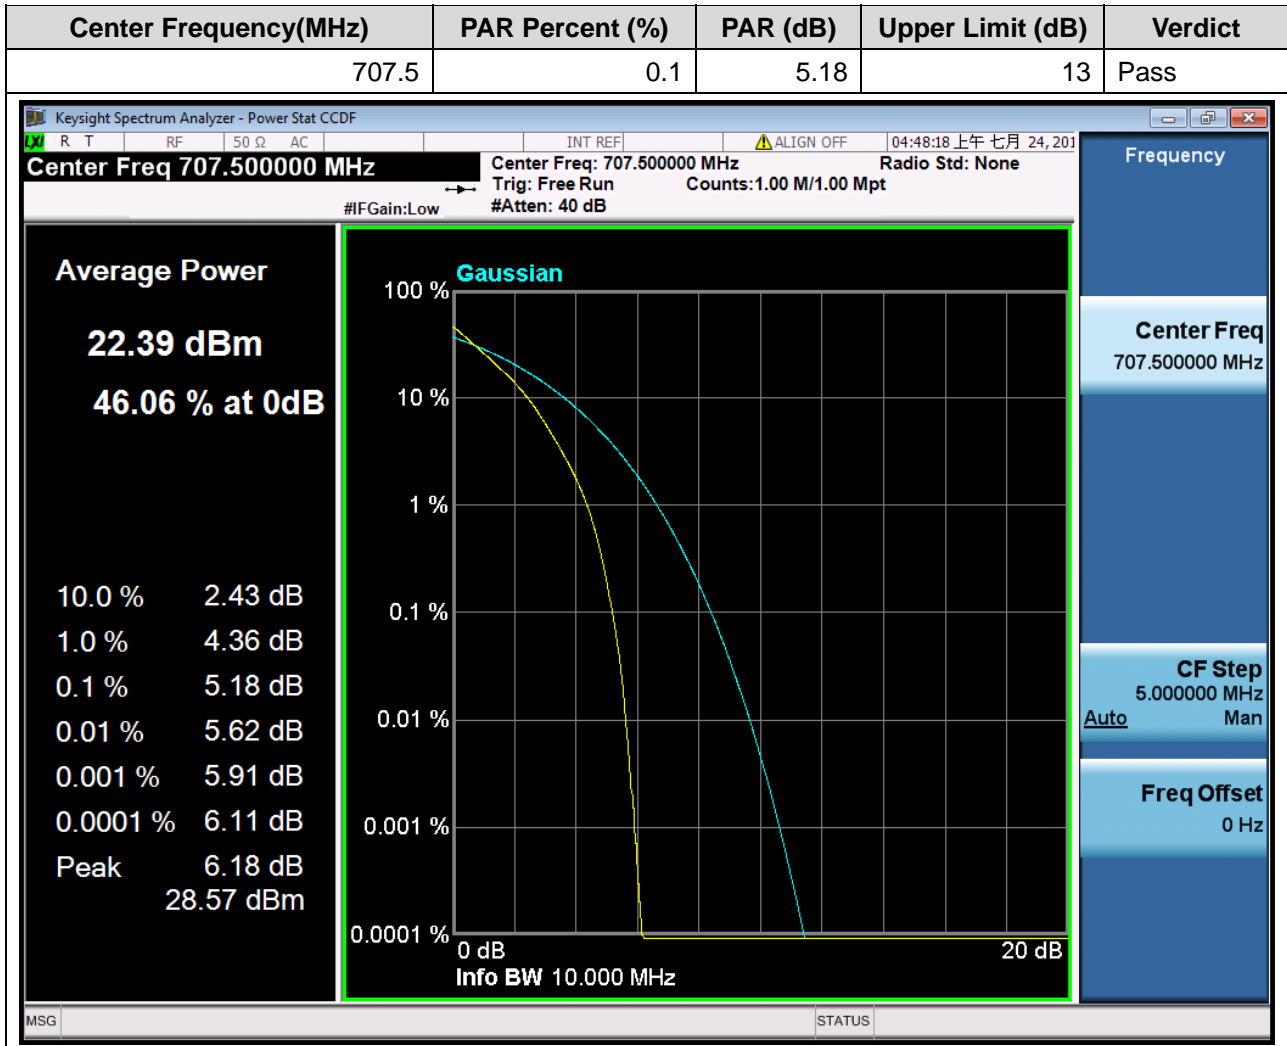 Center Frequency(MHz) PAR Percent (%) PAR (dB) Upper Limit (dB) Verdict
707.5 0.1 5.18 13 Pass
Keysight Spectrum Analyzer - Power Stat CCDF
LXI R T RF 50 Ω AC INT REF ALIGN OFF 04:48:18 上午 七月 24, 201
Center Freq 707.500000 MHz
#IFGain:Low
Center Freq: 707.500000 MHz Radio Std: None
Trig: Free Run Counts:1.00 M/1.00 Mpt
#Atten: 40 dB
Average Power
22.39 dBm
46.06 % at 0dB
10.0 % 2.43 dB
1.0 % 4.36 dB
0.1 % 5.18 dB
0.01 % 5.62 dB
0.001 % 5.91 dB
0.0001 % 6.11 dB
Peak 6.18 dB
28.57 dBm
Gaussian
100 %
10 %
1 %
0.1 %
0.01 %
0.001 %
0.0001 %
0 dB 20 dB
Info BW 10.000 MHz
Frequency
Center Freq
707.500000 MHz
CF Step
5.000000 MHz
Auto Man
Freq Offset
0 Hz
MSG STATUS